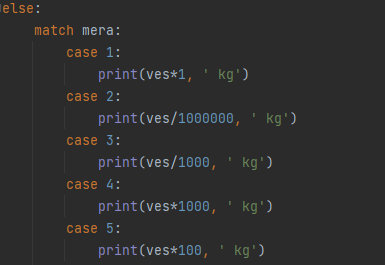 else:
    match mera:
        case 1:
            print(ves*1, ' kg')
        case 2:
            print(ves/1000000, ' kg')
        case 3:
            print(ves/1000, ' kg')
        case 4:
            print(ves*1000, ' kg')
        case 5:
            print(ves*100, ' kg')